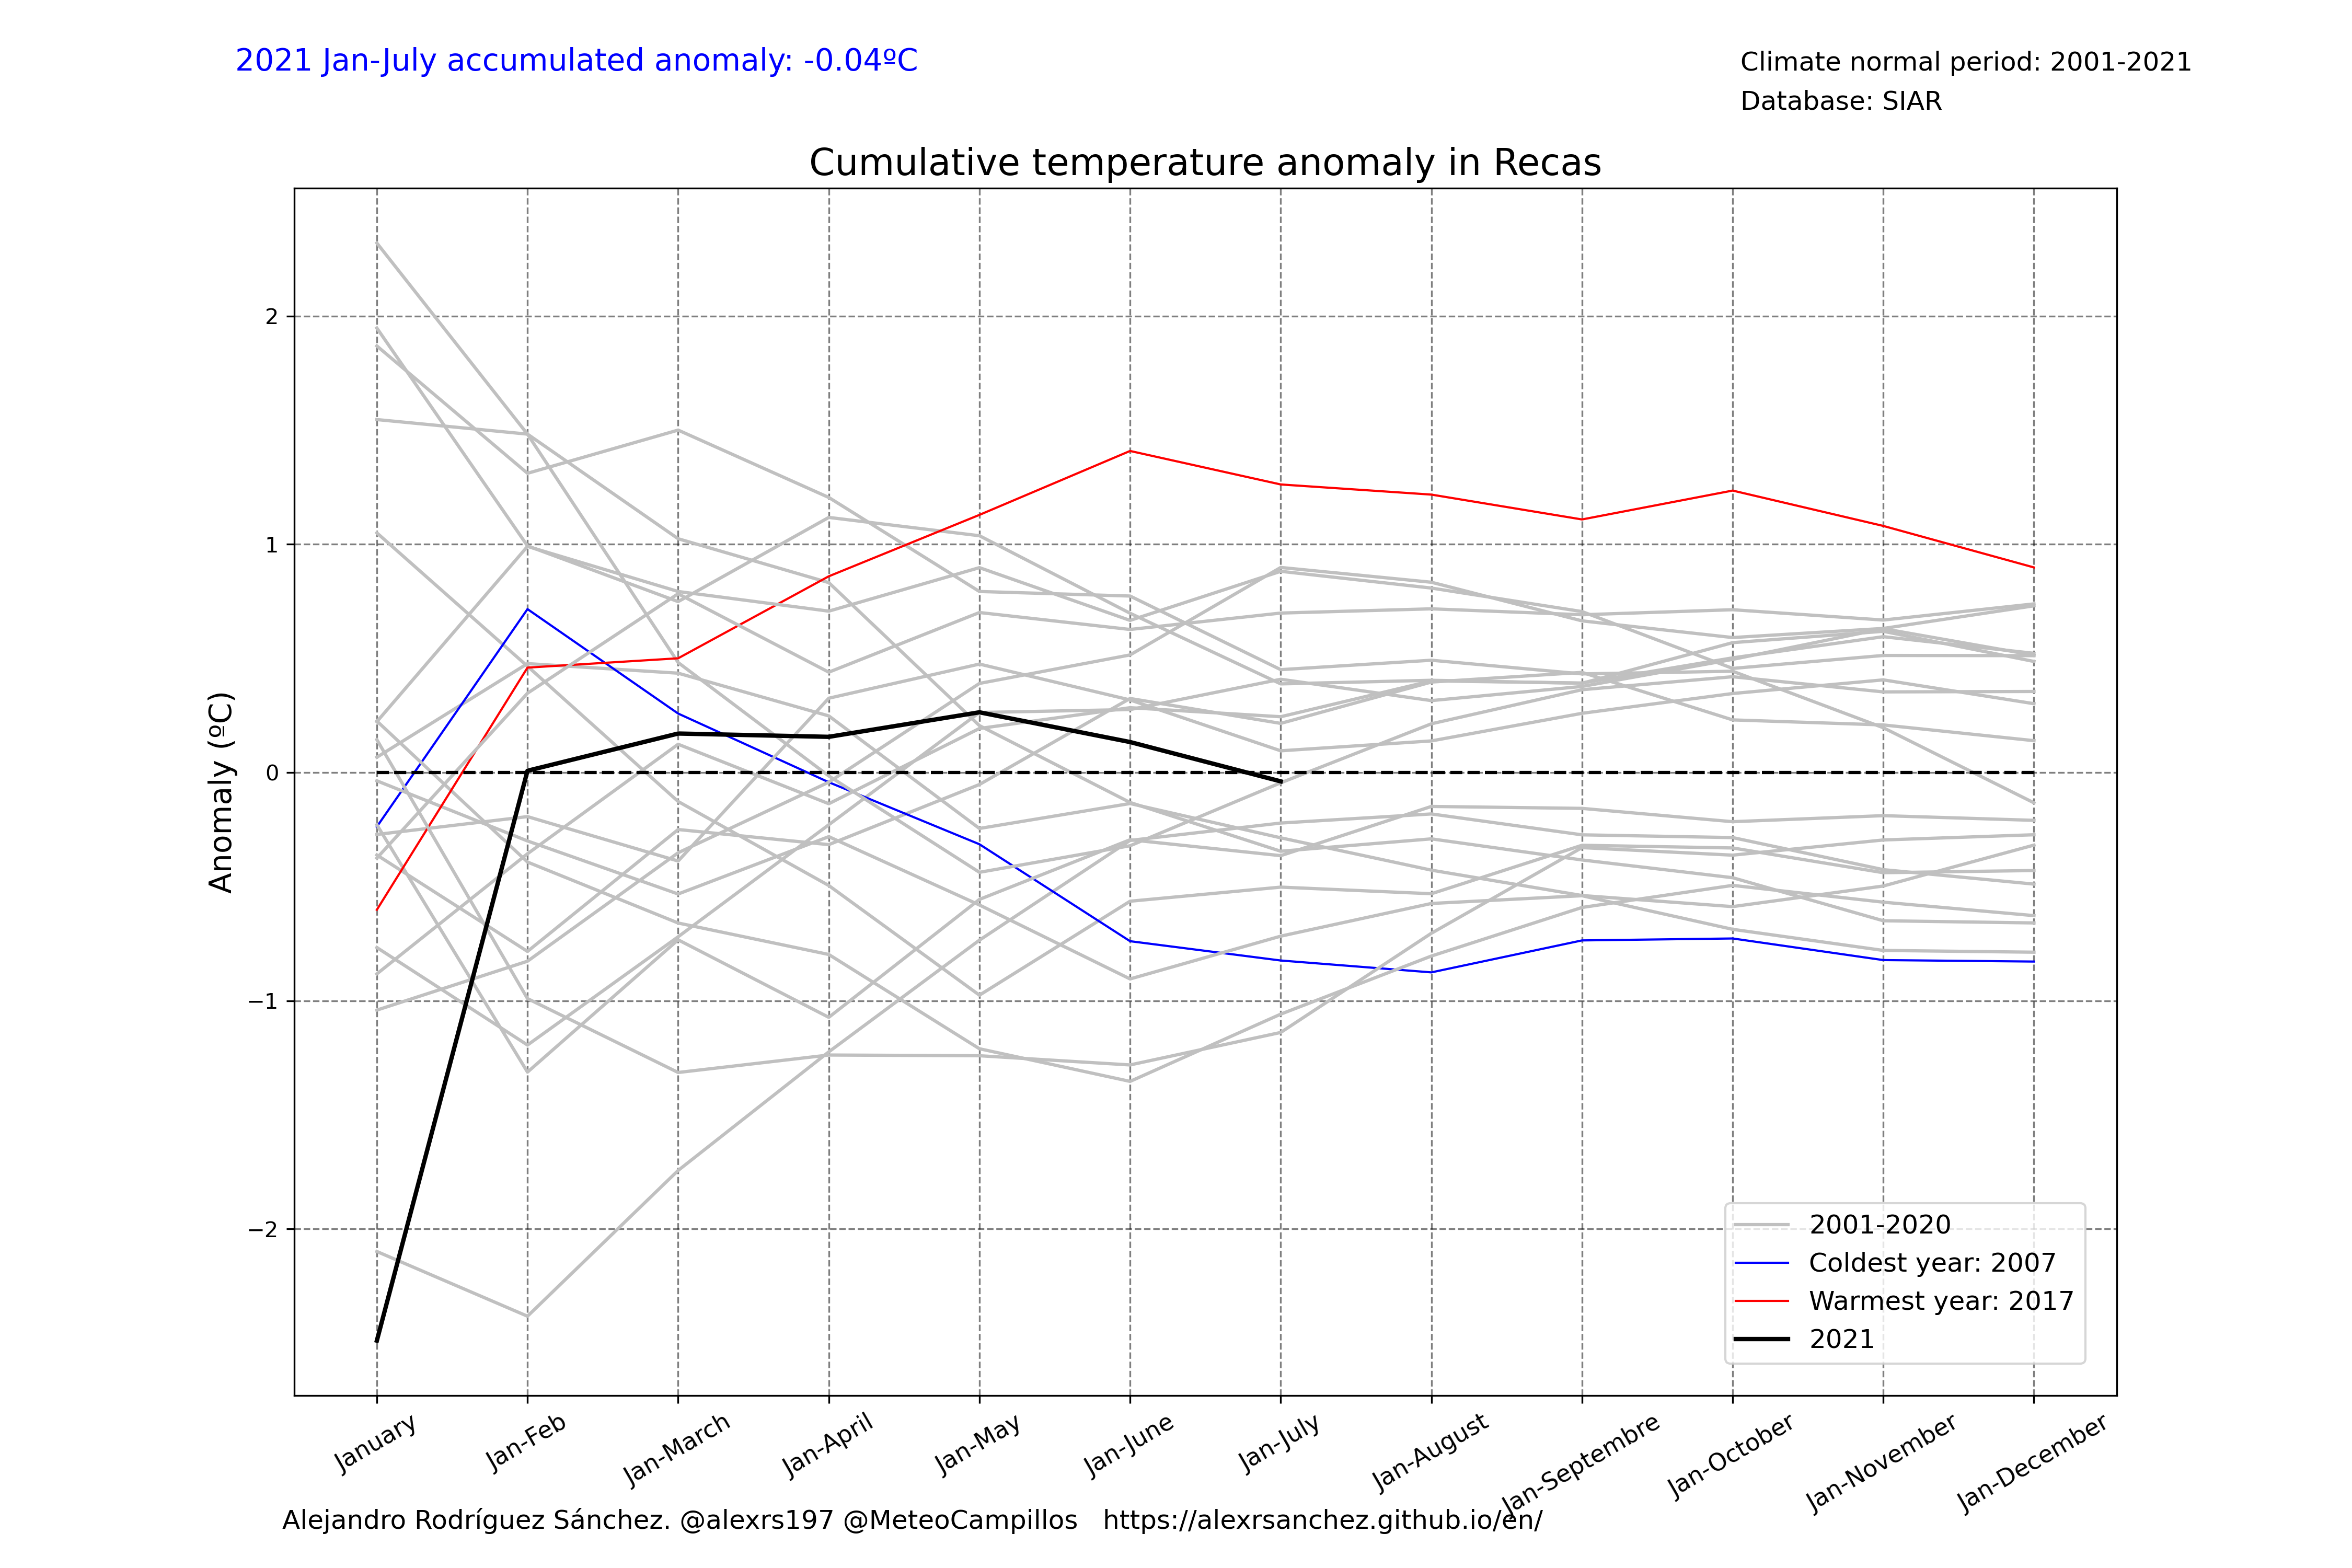 2021 Jan-July accumulated anomaly: -0.04ºC
Climate normal period: 2001-2021
Database: SIAR
Cumulative temperature anomaly in Recas
Anomaly (ºC)
2
1
0
−1
−2
2001-2020
Coldest year: 2007
Warmest year: 2017
2021
January
Jan-Feb
Jan-March
Jan-April
Jan-May
Jan-June
Jan-July
Jan-August
Jan-Septembre
Jan-October
Jan-November
Jan-December
Alejandro Rodríguez Sánchez. @alexrs197 @MeteoCampillos   https://alexrsanchez.github.io/en/